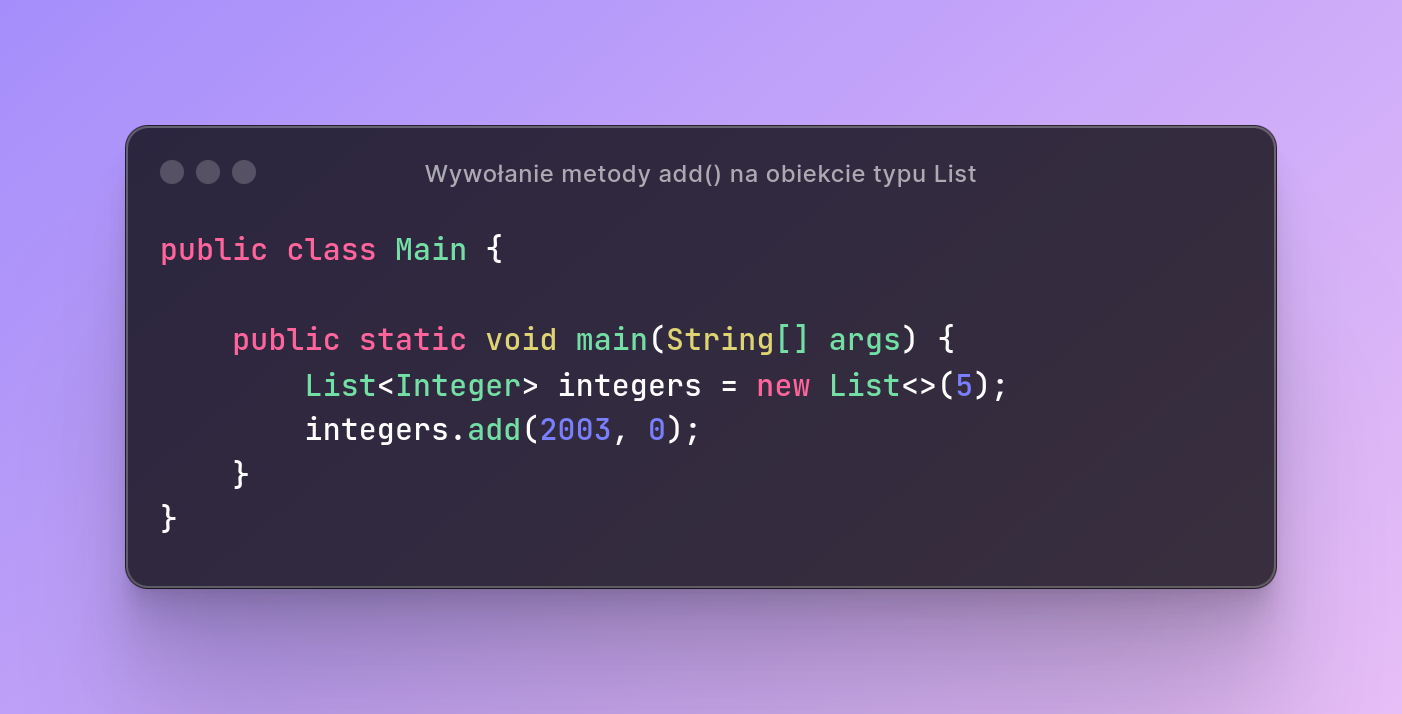 Wywołanie metody add() na obiekcie typu List
public class Main {
    public static void main(String[] args) {
        List<Integer> integers = new List<>(5);
        integers.add(2003, 0);
    }
}